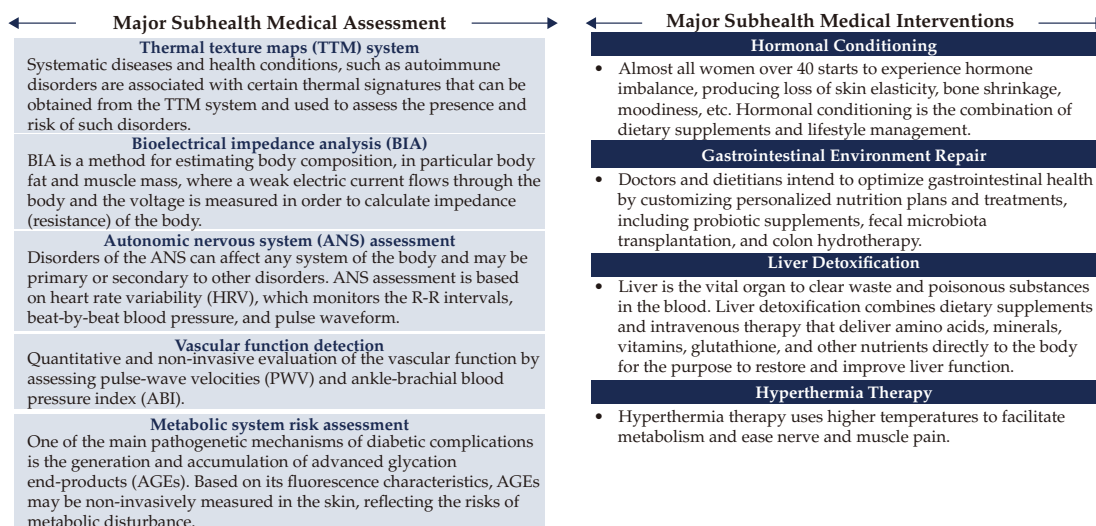 Major Subhealth Medical Assessment
Thermal texture maps (TTM) system
Systematic diseases and health conditions, such as autoimmune
disorders are associated with certain thermal signatures that can be
obtained from the TTM system and used to assess the presence and
risk of such disorders.
Bioelectrical impedance analysis (BIA)
BIA is a method for estimating body composition, in particular body
fat and muscle mass, where a weak electric current flows through the
body and the voltage is measured in order to calculate impedance
(resistance) of the body.
Autonomic nervous system (ANS) assessment
Disorders of the ANS can affect any system of the body and may be
primary or secondary to other disorders. ANS assessment is based
on heart rate variability (HRV), which monitors the R-R intervals,
beat-by-beat blood pressure, and pulse waveform.
Vascular function detection
Quantitative and non-invasive evaluation of the vascular function by
assessing pulse-wave velocities (PWV) and ankle-brachial blood
pressure index (ABI).
Metabolic system risk assessment
One of the main pathogenetic mechanisms of diabetic complications
is the generation and accumulation of advanced glycation
end-products (AGEs). Based on its fluorescence characteristics, AGEs
may be non-invasively measured in the skin, reflecting the risks of
metabolic disturbance.
Major Subhealth Medical Interventions
Hormonal Conditioning
• Almost all women over 40 starts to experience hormone
imbalance, producing loss of skin elasticity, bone shrinkage,
moodiness, etc. Hormonal conditioning is the combination of
dietary supplements and lifestyle management.
Gastrointestinal Environment Repair
• Doctors and dietitians intend to optimize gastrointestinal health
by customizing personalized nutrition plans and treatments,
including probiotic supplements, fecal microbiota
transplantation, and colon hydrotherapy.
Liver Detoxification
• Liver is the vital organ to clear waste and poisonous substances
in the blood. Liver detoxification combines dietary supplements
and intravenous therapy that deliver amino acids, minerals,
vitamins, glutathione, and other nutrients directly to the body
for the purpose to restore and improve liver function.
Hyperthermia Therapy
• Hyperthermia therapy uses higher temperatures to facilitate
metabolism and ease nerve and muscle pain.